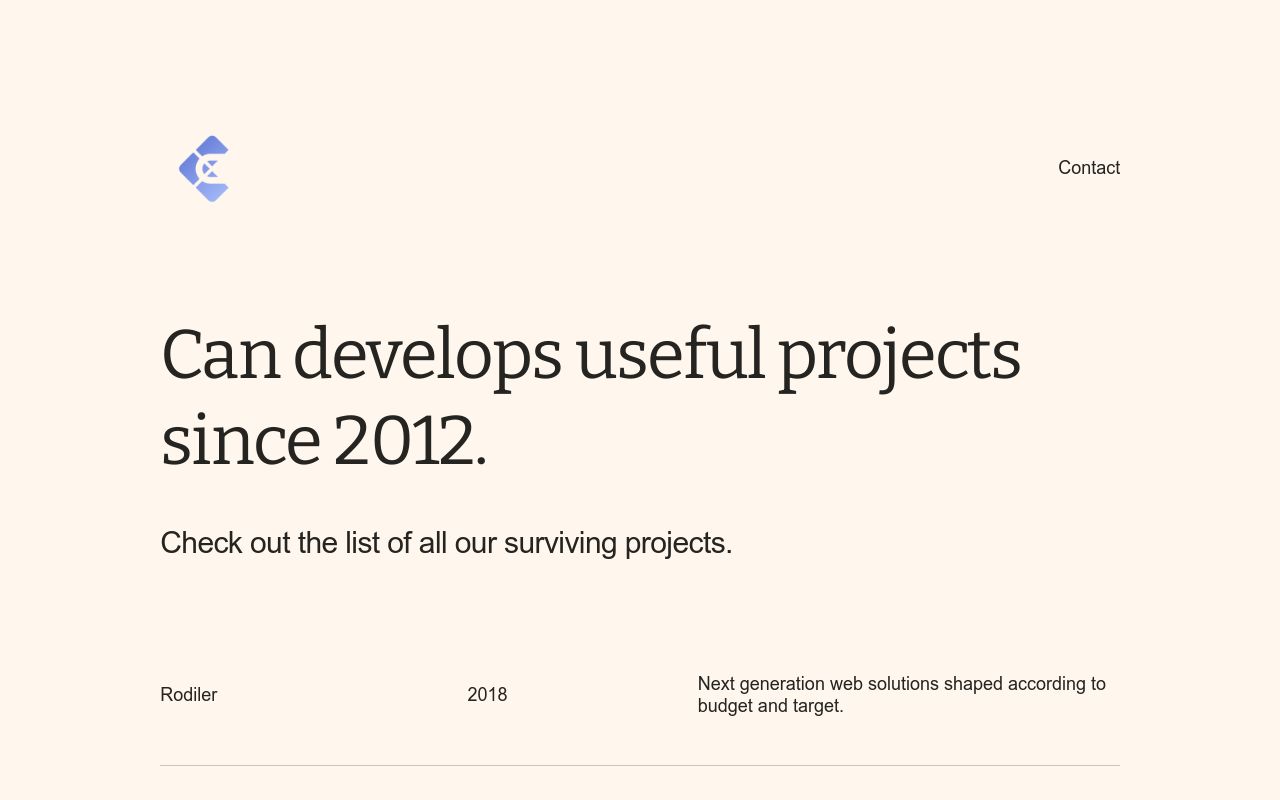 Contact
Can develops useful projects
since 2012.
Check out the list of all our surviving projects.
Rodiler
2018
Next generation web solutions shaped according to
budget and target.